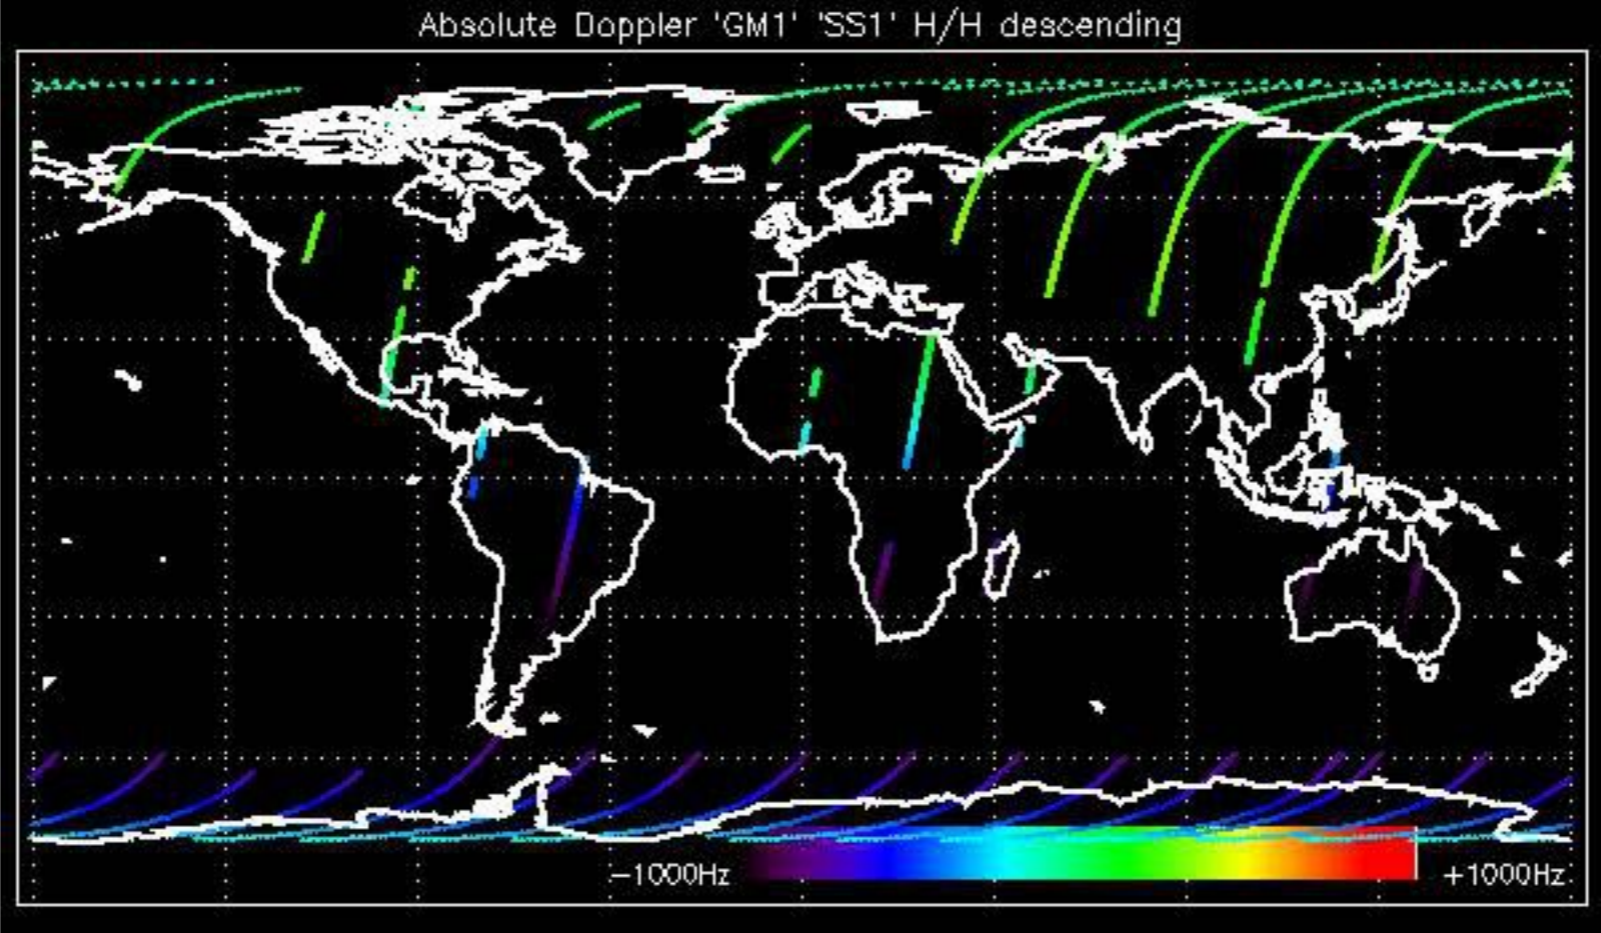 Absolute Doppler 'GM1' 'SS1' H/H descending
−1000Hz +1000Hz